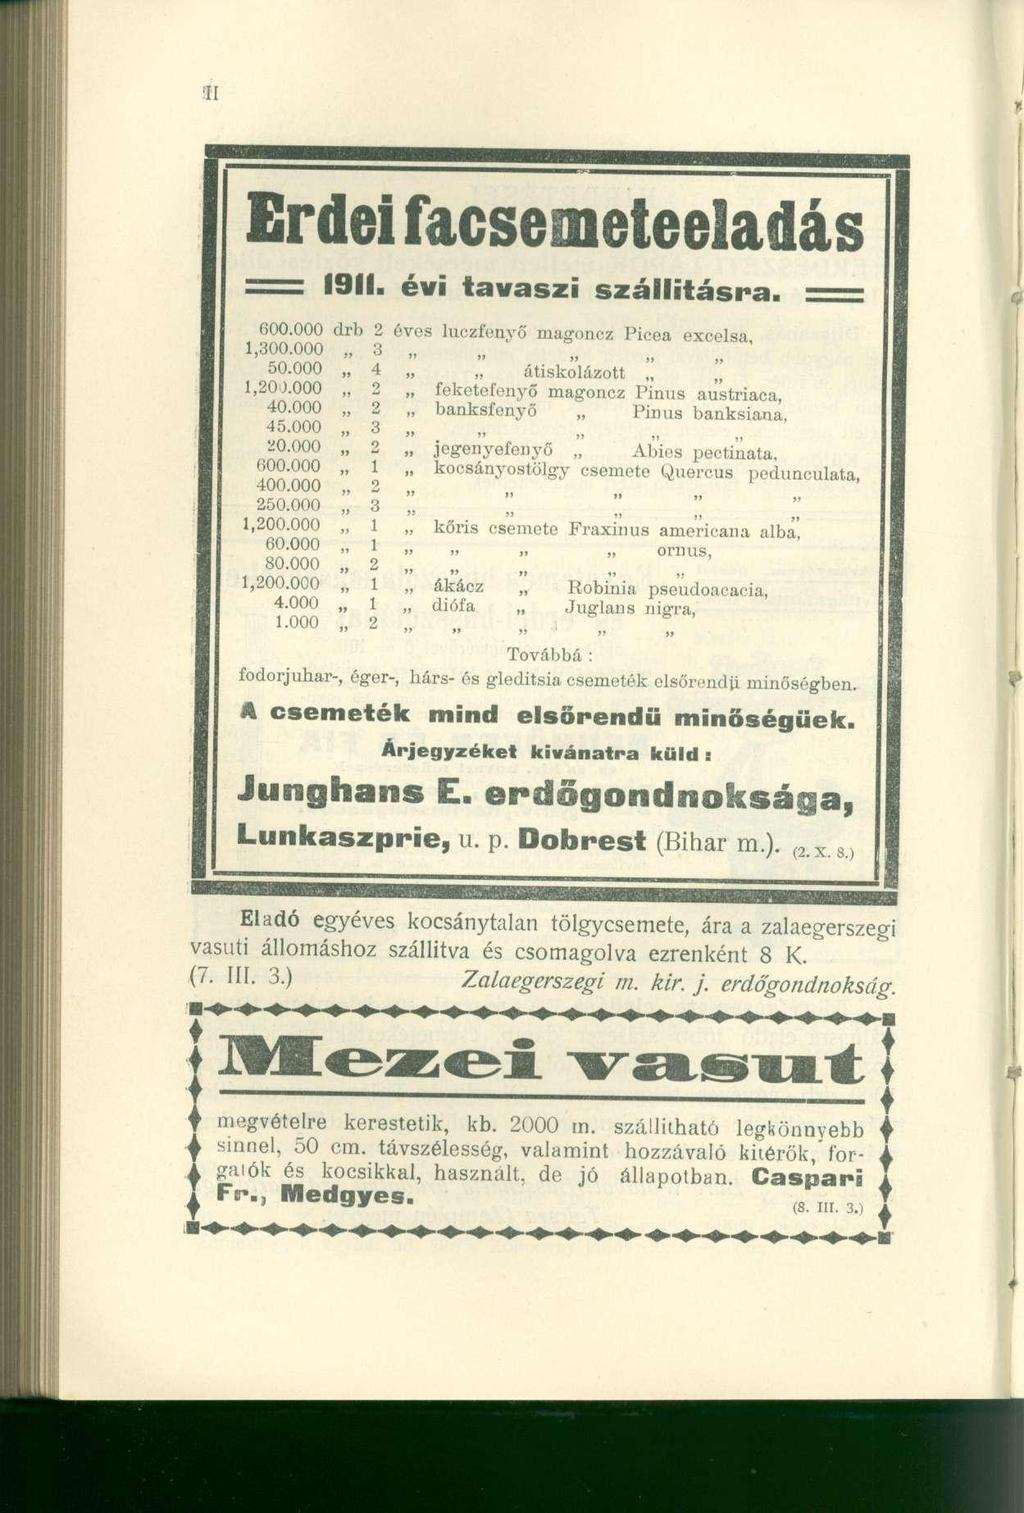 II
Erdei facsemeteeladás
1911. évi tavaszi szállitásra.
600.000 drb 2 éves luczfenyő magoncz Picea excelsa,
1,300.000 „ 3 „ „ „ „ „
50.000 „ 4 „ „ átiskolázott „ „
1,200.000 „ 2 „ feketefenyő magoncz Pinus austriaca,
40.000 „ 2 „ banksfenyő „ Pinus banksiana,
45.000 „ 3 „ „ „ „ „
20.000 „ 2 „ jegenyefenyő „ Abies pectinata,
600.000 „ 1 „ kocsányostölgy csemete Quercus pedunculata,
400.000 „ 2 „ „ „ „ „
250.000 „ 3 „ „ „ „ „
1,200.000 „ 1 „ kőris csemete Fraxinus americana alba,
60.000 „ 1 „ „ „ „ ornus,
80.000 „ 2 „ „ „ „ „
1,200.000 „ 1 „ ákácz „ Robinia pseudoacacia,
4.000 „ 1 „ diófa „ Juglans nigra,
1.000 „ 2 „ „ „ „ „
Továbbá :
fodorjuhar-, éger-, hárs- és gleditsia csemeték elsőrendü minőségben.
A csemeték mind elsőrendü minőségüek.
Árjegyzéket kivánatra küld :
Junghans E. erdőgondnoksága,
Lunkaszprie, u. p. Dobrest (Bihar m.). (2. X. 8.)
Eladó egyéves kocsánytalan tölgycsemete, ára a zalaegerszegi
vasuti állomáshoz szállitva és csomagolva ezrenként 8 K.
(7. III. 3.) Zalaegerszegi m. kir. j. erdőgondnokság.
Mezei vasut
megvételre kerestetik, kb. 2000 m. szállitható legkönnyebb
sinnel, 50 cm. távszélesség, valamint hozzávaló kitérők, for-
gatók és kocsikkal, használt, de jó állapotban. Caspari
Fr., Medgyes. (8. III. 3.)